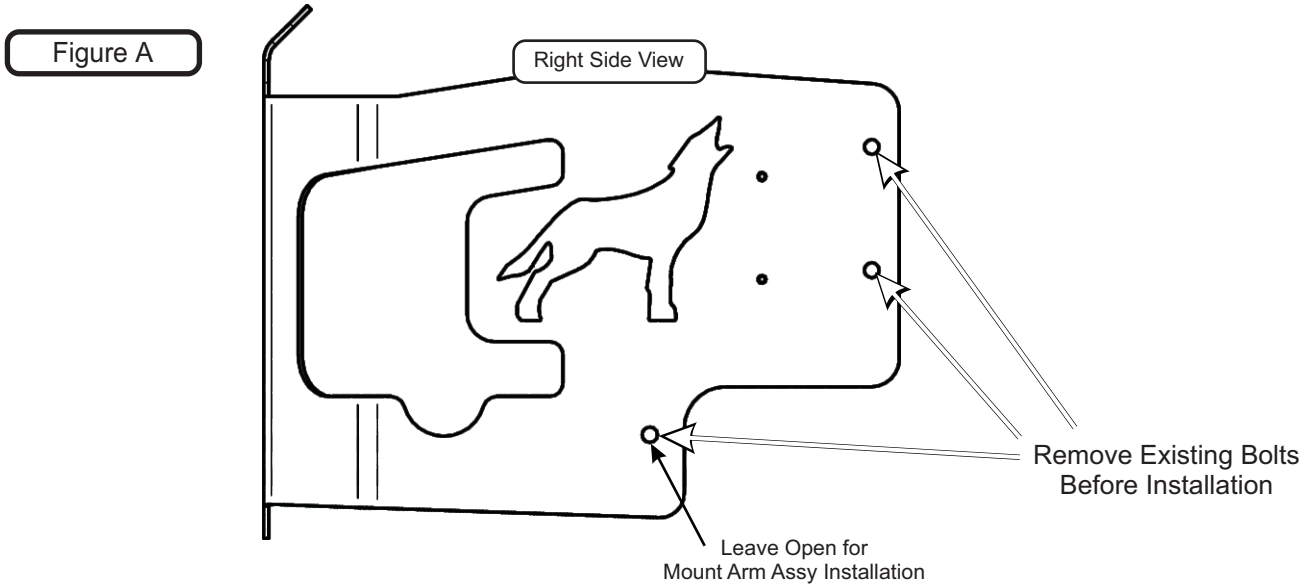 Figure A
Right Side View
Remove Existing Bolts
Before Installation
Leave Open for
Mount Arm Assy Installation